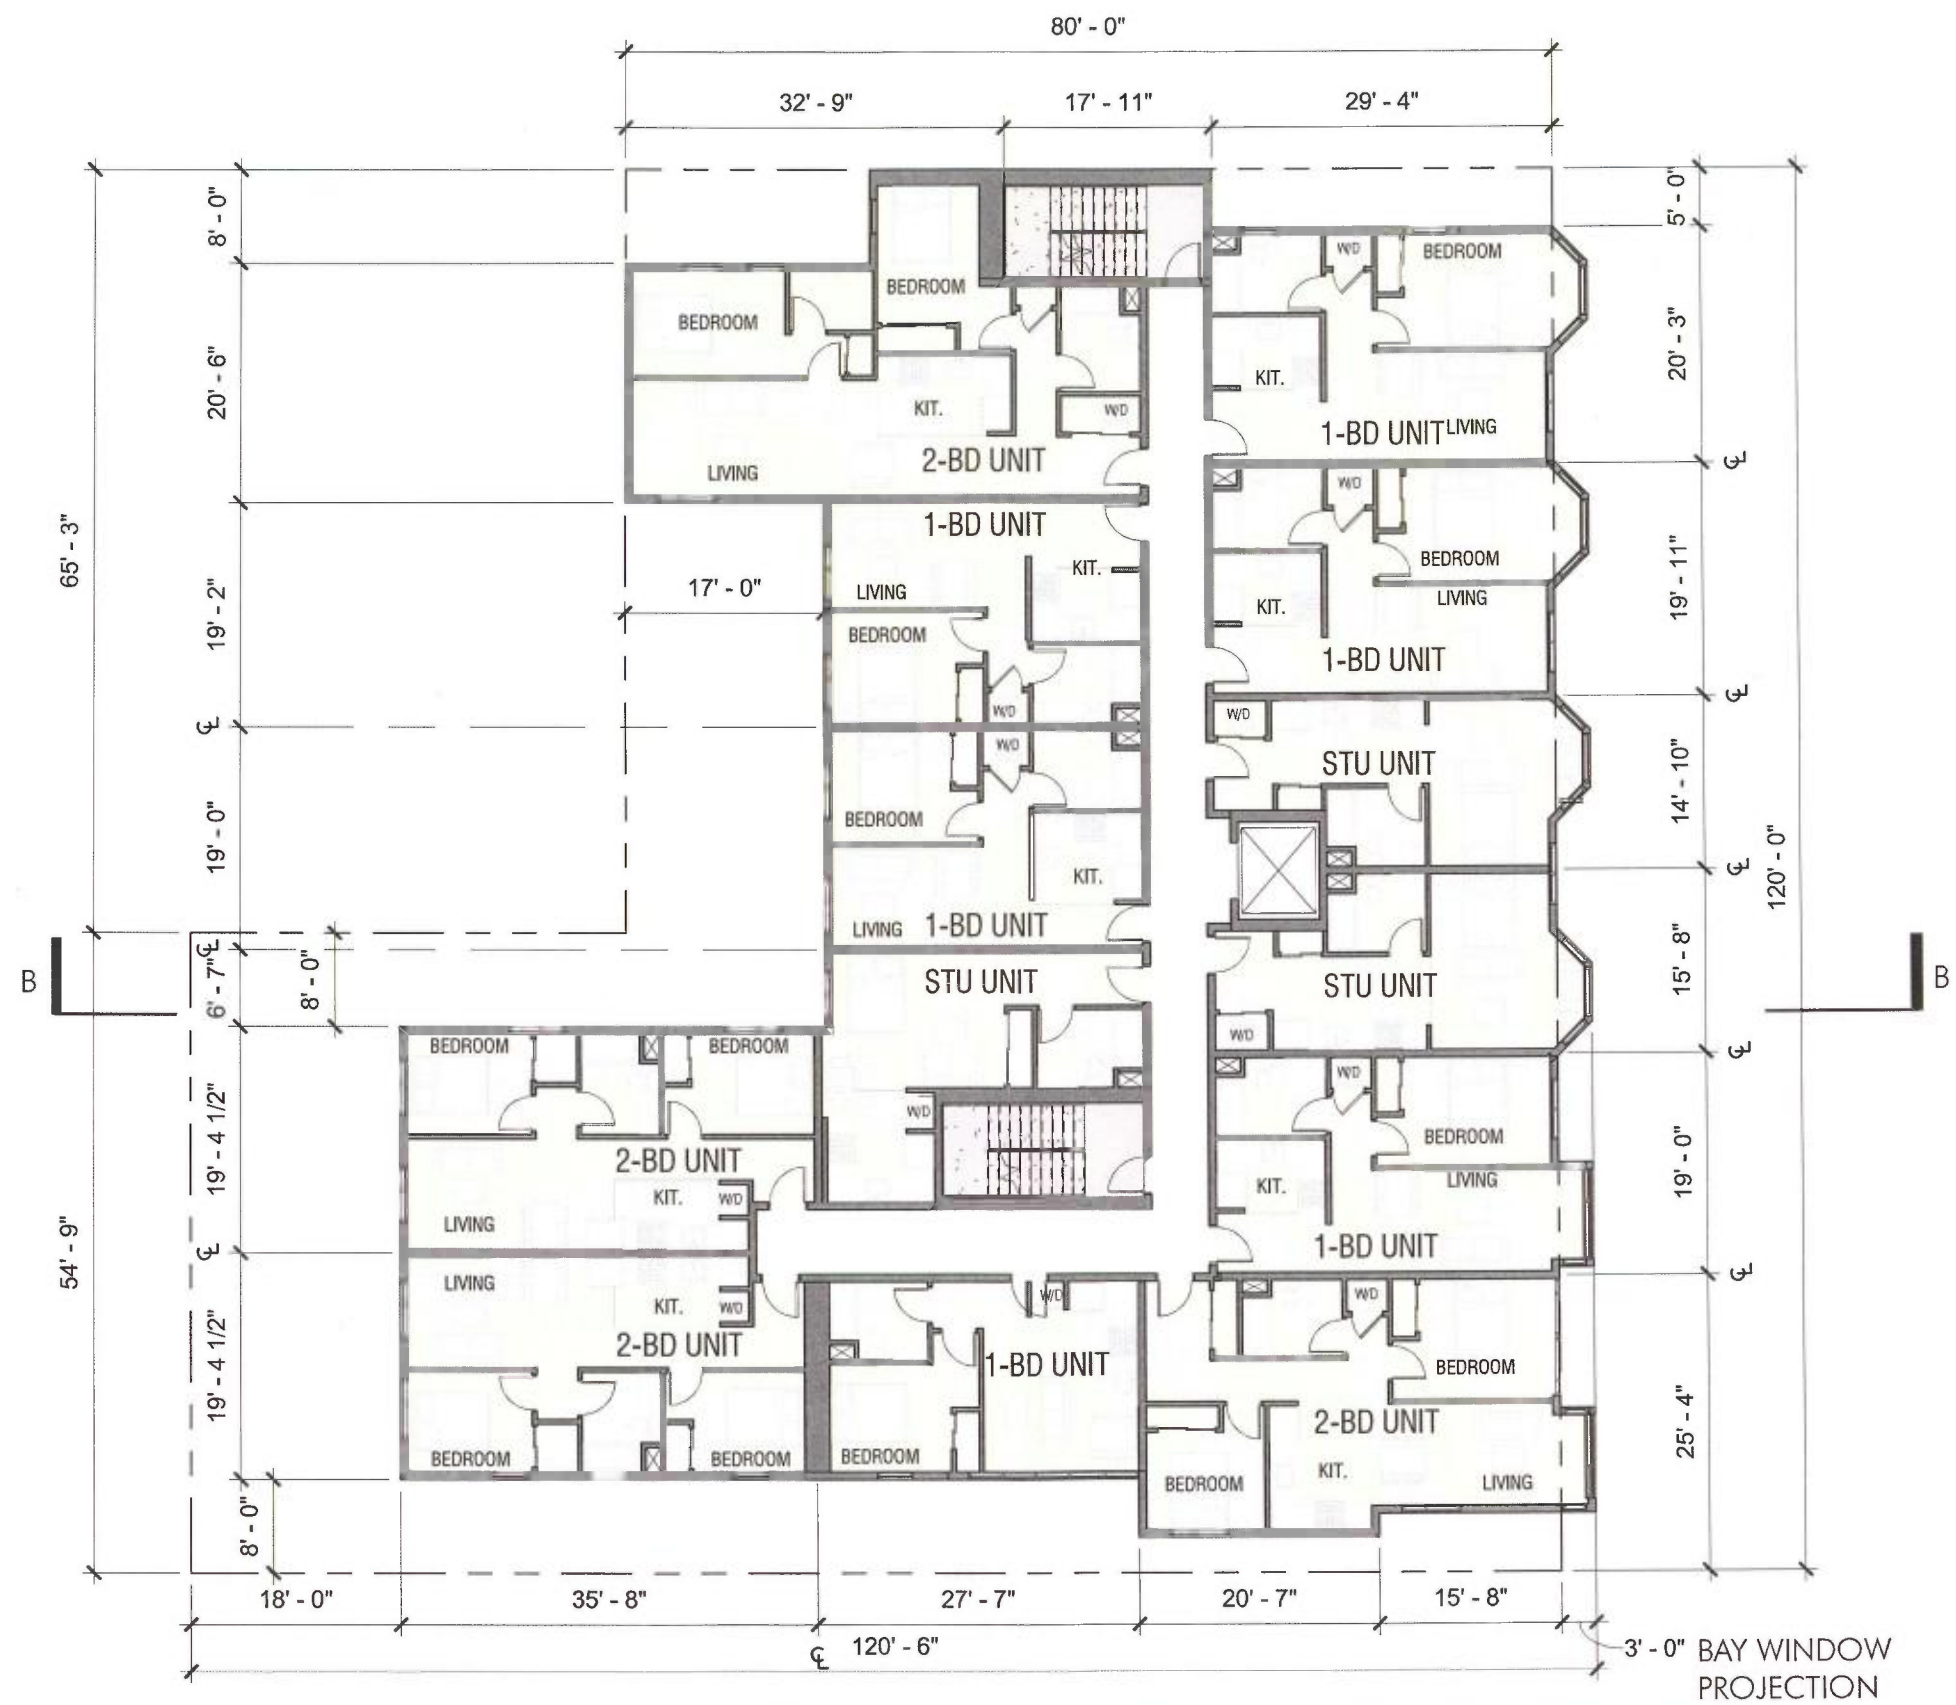 80' - 0"
32' - 9"
17' - 11"
29' - 4"
8' - 0"
5' - 0"
BEDROOM
W/D
BEDROOM
BEDROOM
20' - 6"
20' - 3"
KIT.
KIT.
W/D
1-BD UNIT
LIVING
2-BD UNIT
LIVING
℄
W/D
1-BD UNIT
65' - 3"
KIT.
BEDROOM
19' - 11"
17' - 0"
LIVING
LIVING
KIT.
19' - 2"
BEDROOM
1-BD UNIT
℄
W/D
W/D
℄
W/D
STU UNIT
14' - 10"
BEDROOM
19' - 0"
120' - 0"
KIT.
℄
LIVING
1-BD UNIT
℄
15' - 8"
B
6' - 7"
8' - 0"
STU UNIT
STU UNIT
B
W/D
BEDROOM
BEDROOM
℄
W/D
W/D
19' - 4 1/2"
BEDROOM
19' - 0"
2-BD UNIT
KIT.
W/D
KIT.
LIVING
LIVING
1-BD UNIT
54' - 9"
℄
LIVING
℄
KIT.
W/D
W/D
W/D
2-BD UNIT
1-BD UNIT
BEDROOM
19' - 4 1/2"
2-BD UNIT
25' - 4"
BEDROOM
BEDROOM
BEDROOM
KIT.
LIVING
BEDROOM
8' - 0"
18' - 0"
35' - 8"
27' - 7"
20' - 7"
15' - 8"
℄
120' - 6"
3' - 0" BAY WINDOW
PROJECTION